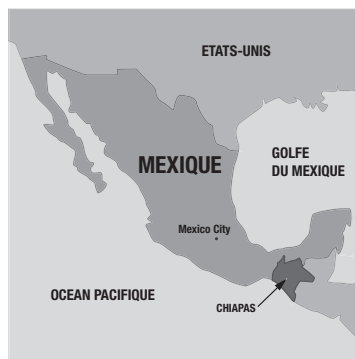 ETATS-UNIS
MEXIQUE
GOLFE
DU MEXIQUE
Mexico City
OCEAN PACIFIQUE
CHIAPAS